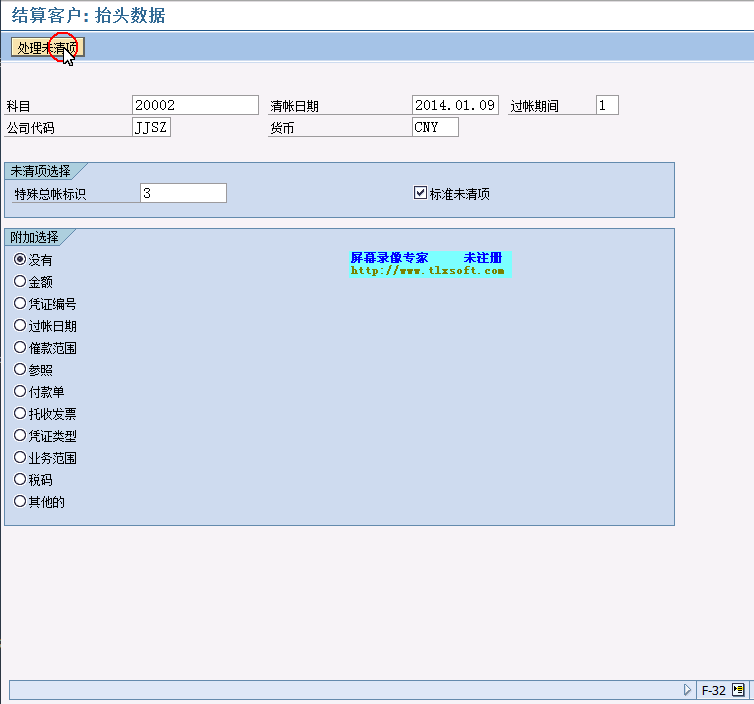 结算客户: 抬头数据
处理未清项
科目 20002 清帐日期 2014.01.09 过帐期间 1
公司代码 JJSZ 货币 CNY
未清项选择
特殊总帐标识 3 标准未清项
附加选择
没有
屏幕录像专家 未注册
http://www.tlxsoft.com
金额
凭证编号
过帐日期
催款范围
参照
付款单
托收发票
凭证类型
业务范围
税码
其他的
F-32